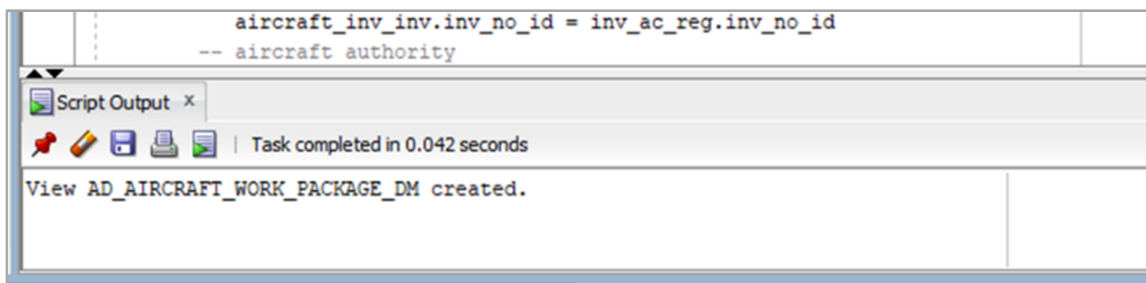 aircraft_inv_inv.inv_no_id = inv_ac_reg.inv_no_id
-- aircraft authority
Script Output x
Task completed in 0.042 seconds
View AD_AIRCRAFT_WORK_PACKAGE_DM created.